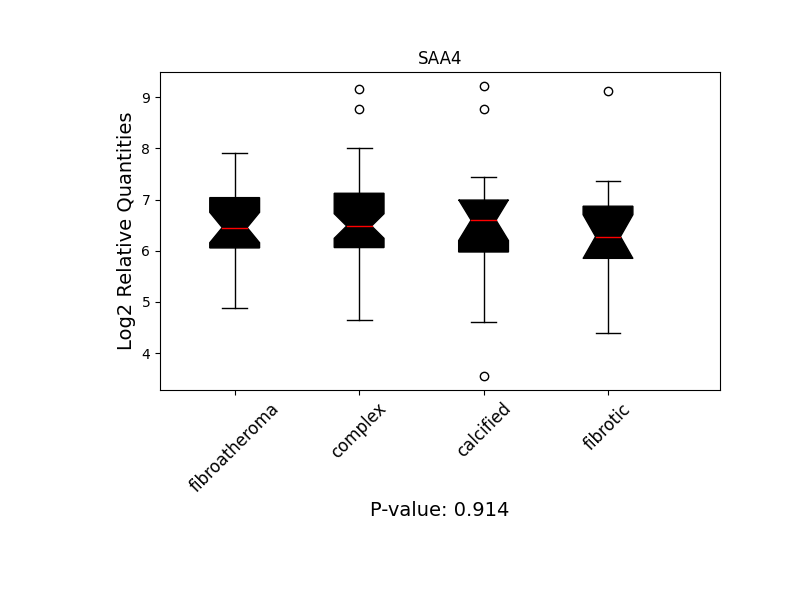 SAA4
Log2 Relative Quantities
9
8
7
6
5
4
fibroatheroma
complex
calcified
fibrotic
P-value: 0.914